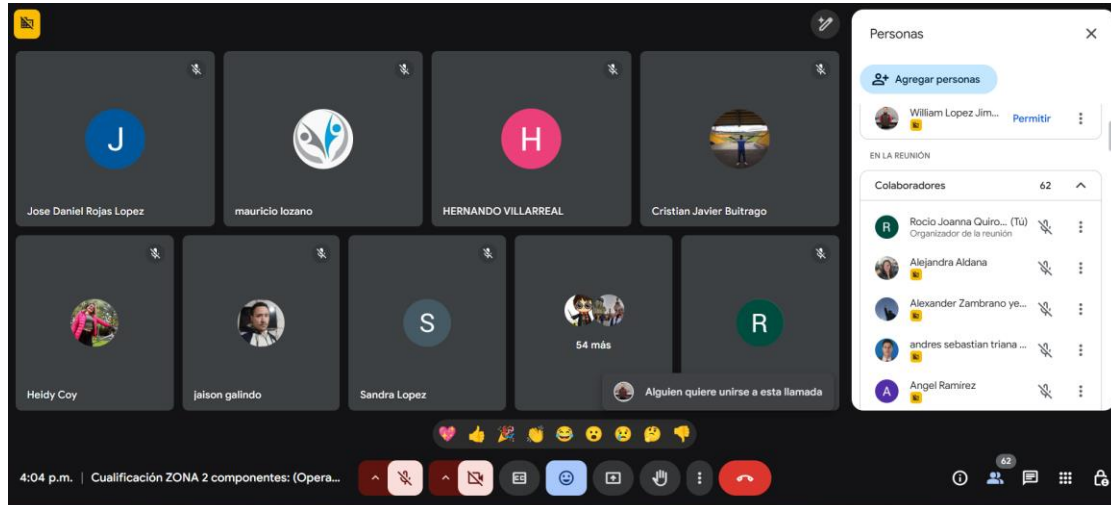 J
Jose Daniel Rojas Lopez
mauricio lozano
H
HERNANDO VILLARREAL
Cristian Javier Buitrago
Heidy Coy
jaison galindo
S
Sandra Lopez
54 más
R
Alguien quiere unirse a esta llamada
4:04 p.m. | Cualificación ZONA 2 componentes: (Opera...
Personas
Agregar personas
William Lopez Jim... Permitir
EN LA REUNIÓN
Colaboradores 62
R Rocio Joanna Quiro... (Tú)
Organizador de la reunión
Alejandra Aldana
Alexander Zambrano ye...
andres sebastian triana ...
A Angel Ramirez
62